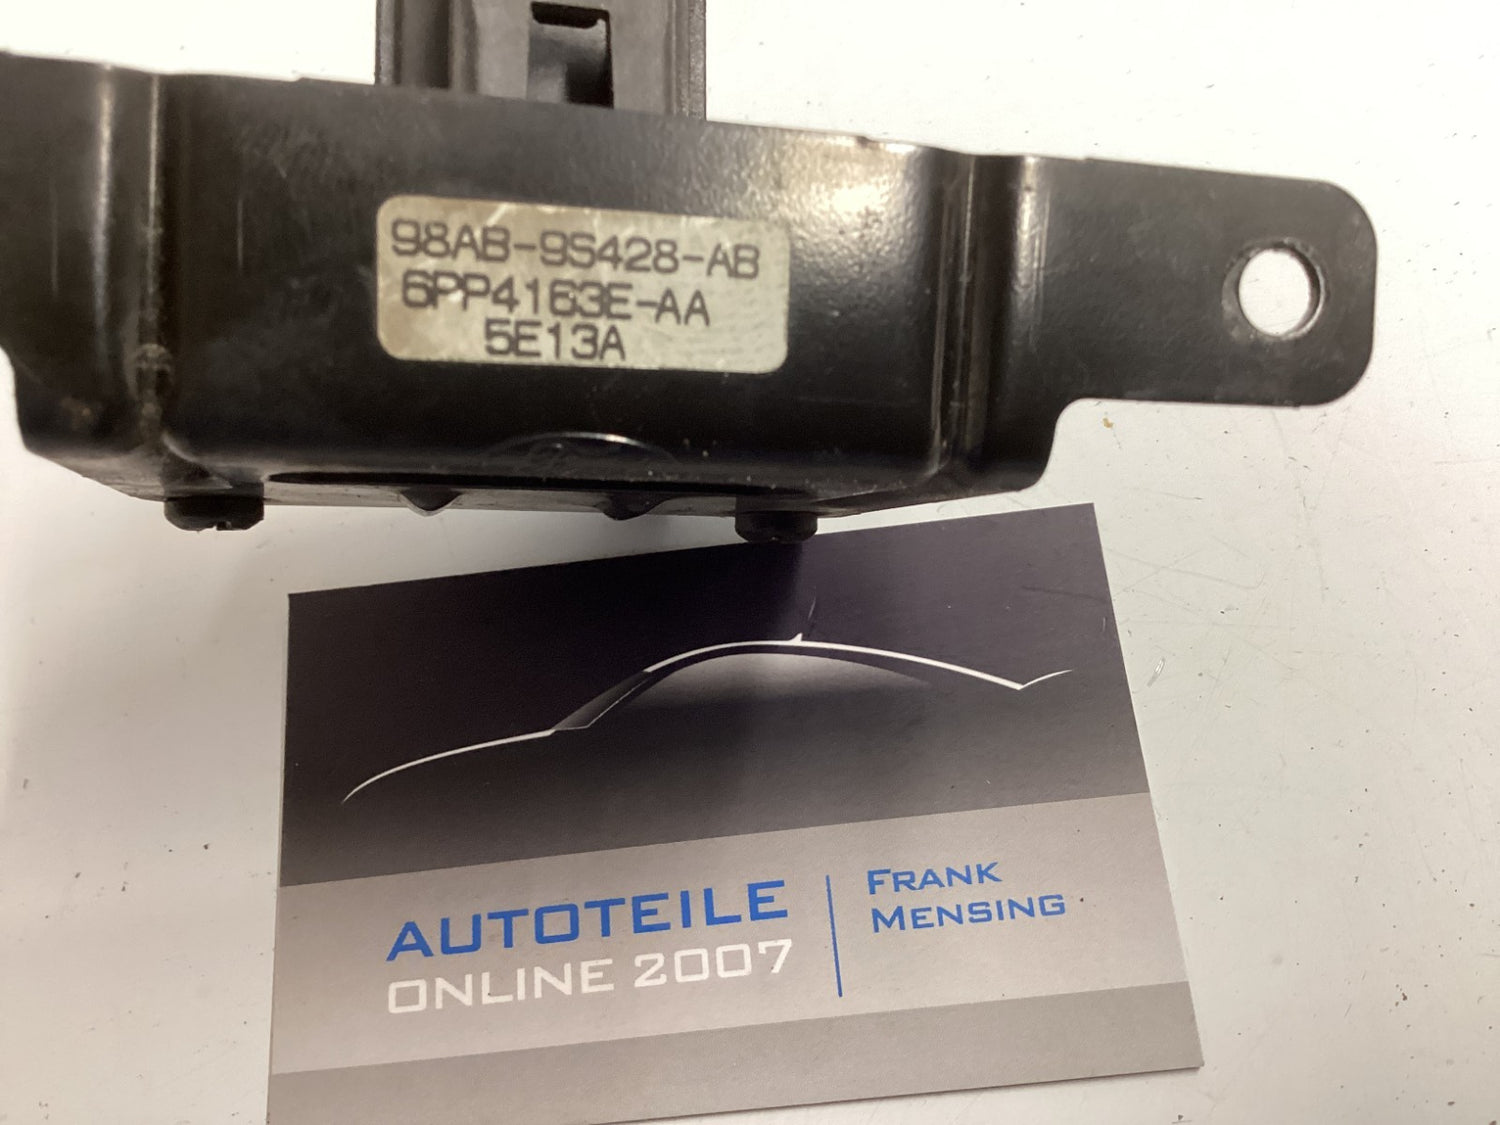 98AB-9S428-AB
6PP4163E-AA
5E13A
AUTOTEILE
ONLINE 2007
FRANK
MENSING